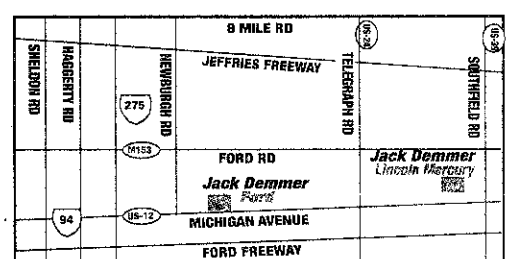 8 MILE RD
US-24
US-25
JEFFRIES FREEWAY
SHELDON RD
HAGGERTY RD
NEWBURGH RD
TELEGRAPH RD
SOUTHFIELD RD
275
M153
FORD RD
Jack Demmer
Lincoln Mercury
Jack Demmer
Ford
94
US-12
MICHIGAN AVENUE
FORD FREEWAY